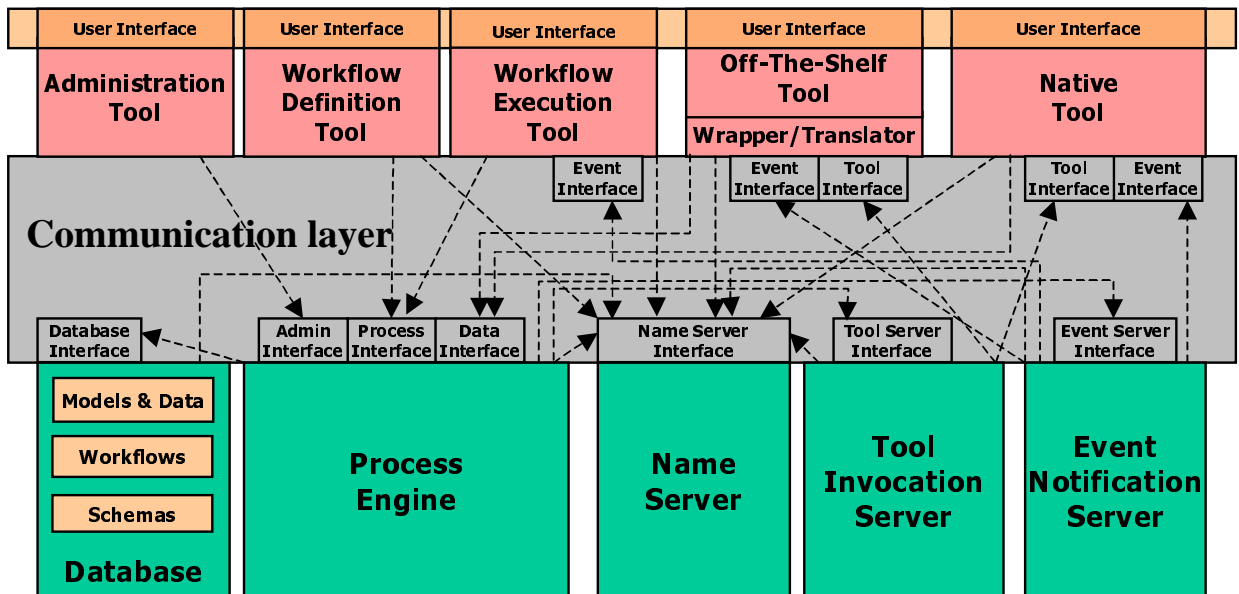 User Interface
User Interface
User Interface
User Interface
User Interface
Administration
Tool
Workflow
Definition
Tool
Workflow
Execution
Tool
Off-The-Shelf
Tool
Wrapper/Translator
Native
Tool
Event
Interface
Event
Interface
Tool
Interface
Tool
Interface
Event
Interface
Communication layer
Database
Interface
Admin
Interface
Process
Interface
Data
Interface
Name Server
Interface
Tool Server
Interface
Event Server
Interface
Models & Data
Workflows
Schemas
Database
Process
Engine
Name
Server
Tool
Invocation
Server
Event
Notification
Server